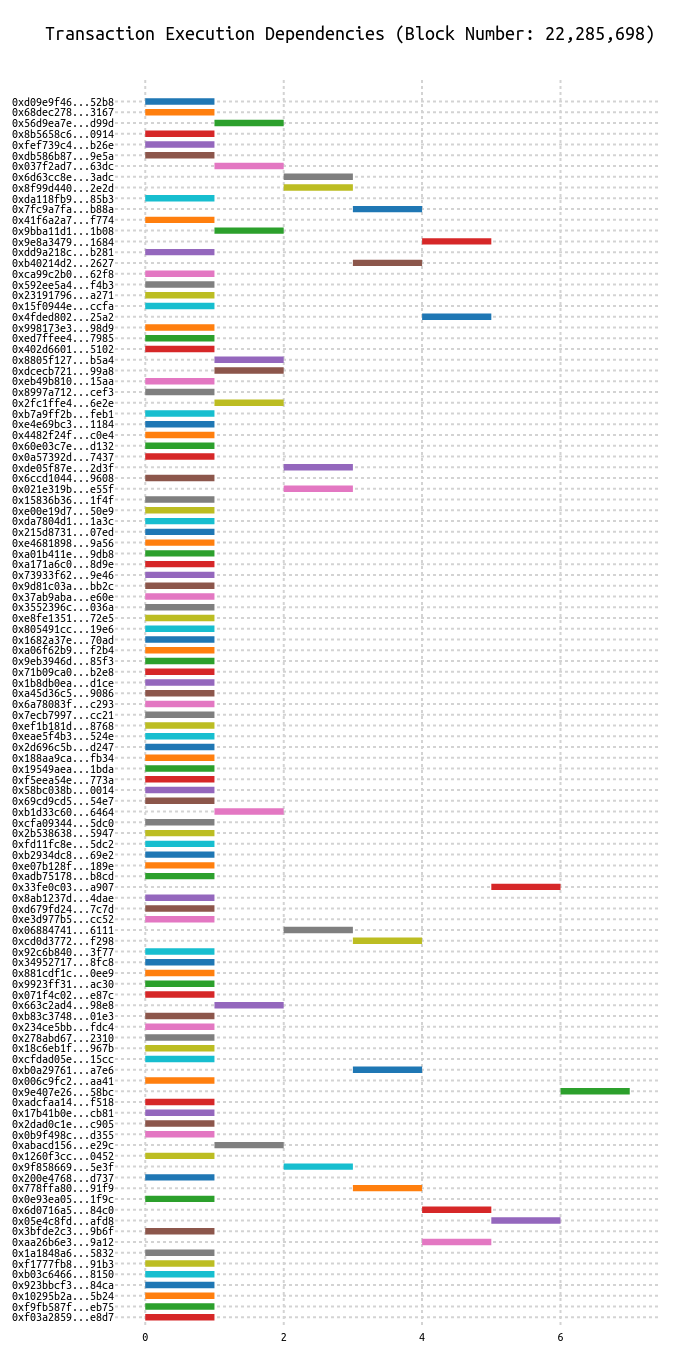 Transaction Execution Dependencies (Block Number: 22,285,698)
0xd09e9f46...52b8
0x68dec278...3167
0x56d9ea7e...d99d
0x8b5658c6...0914
0xfef739c4...b26e
0xdb586b87...9e5a
0x037f2ad7...63dc
0x6d63cc8e...3adc
0x8f99d440...2e2d
0xda118fb9...85b3
0x7fc9a7fa...b88a
0x41f6a2a7...f774
0x9bba11d1...1b08
0x9e8a3479...1684
0xdd9a218c...b281
0xb40214d2...2627
0xca99c2b0...62f8
0x592ee5a4...f4b3
0x23191796...a271
0x15f0944e...ccfa
0x4fded802...25a2
0x998173e3...98d9
0xed7ffee4...7985
0x402d6601...5102
0x8805f127...b5a4
0xdcecb721...99a8
0xeb49b810...15aa
0x8997a712...cef3
0x2fc1ffe4...6e2e
0xb7a9ff2b...feb1
0xe4e69bc3...1184
0x4482f24f...c0e4
0x60e03c7e...d132
0x0a57392d...7437
0xde05f87e...2d3f
0x6ccd1044...9608
0x021e319b...e55f
0x15836b36...1f4f
0xe00e19d7...50e9
0xda7804d1...1a3c
0x215d8731...07ed
0xe4681898...9a56
0xa01b411e...9db8
0xa171a6c0...8d9e
0x73933f62...9e46
0x9d81c03a...bb2c
0x37ab9aba...e60e
0x3552396c...036a
0xe8fe1351...72e5
0x805491cc...19e6
0x1682a37e...70ad
0xa06f62b9...f2b4
0x9eb3946d...85f3
0x71b09ca0...b2e8
0x1b8db0ea...d1ce
0xa45d36c5...9086
0x6a78083f...c293
0x7ecb7997...cc21
0xef1b181d...8768
0xeae5f4b3...524e
0x2d696c5b...d247
0x188aa9ca...fb34
0x19549aea...1bda
0xf5eea54e...773a
0x58bc038b...0014
0x69cd9cd5...54e7
0xb1d33c60...6464
0xcfa09344...5dc0
0x2b538638...5947
0xfd11fc8e...5dc2
0xb2934dc8...69e2
0xe07b128f...189e
0xadb75178...b8cd
0x33fe0c03...a907
0x8ab1237d...4dae
0xd679fd24...7c7d
0xe3d977b5...cc52
0x06884741...6111
0xcd0d3772...f298
0x92c6b840...3f77
0x34952717...8fc8
0x881cdf1c...0ee9
0x9923ff31...ac30
0x071f4c02...e87c
0x663c2ad4...98e8
0xb83c3748...01e3
0x234ce5bb...fdc4
0x278abd67...2310
0x18c6eb1f...967b
0xcfdad05e...15cc
0xb0a29761...a7e6
0x006c9fc2...aa41
0x9e407e26...58bc
0xadcfaa14...f518
0x17b41b0e...cb81
0x2dad0c1e...c905
0x0b9f498c...d355
0xabacd156...e29c
0x1260f3cc...0452
0x9f858669...5e3f
0x200e4768...d737
0x778ffa80...91f9
0x0e93ea05...1f9c
0x6d0716a5...84c0
0x05e4c8fd...afd8
0x3bfde2c3...9b6f
0xaa26b6e3...9a12
0x1a1848a6...5832
0xf1777fb8...91b3
0xb03c6466...8150
0x923bbcf3...84ca
0x10295b2a...5b24
0xf9fb587f...eb75
0xf03a2859...e8d7
0 2 4 6